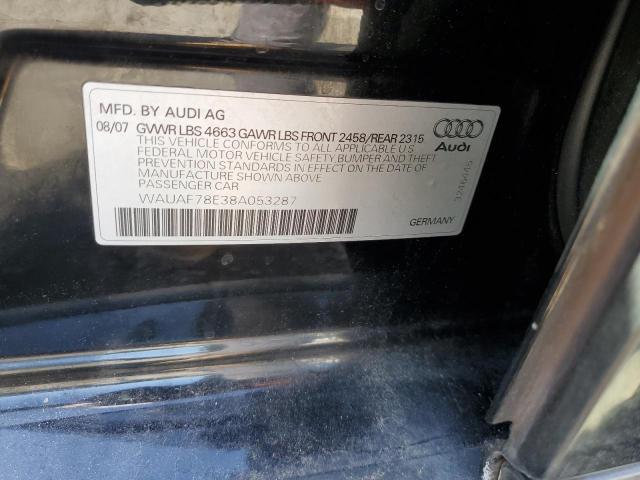 MFD. BY AUDI AG
08/07 GVWR LBS 4663 GAWR LBS FRONT 2458/REAR 2315
THIS VEHICLE CONFORMS TO ALL APPLICABLE U S
FEDERAL MOTOR VEHICLE SAFETY BUMPER AND THEFT
PREVENTION STANDARDS IN EFFECT ON THE DATE OF
MANUFACTURE SHOWN ABOVE
PASSENGER CAR
WAUAF78E38A053287
Audi
3246445
GERMANY